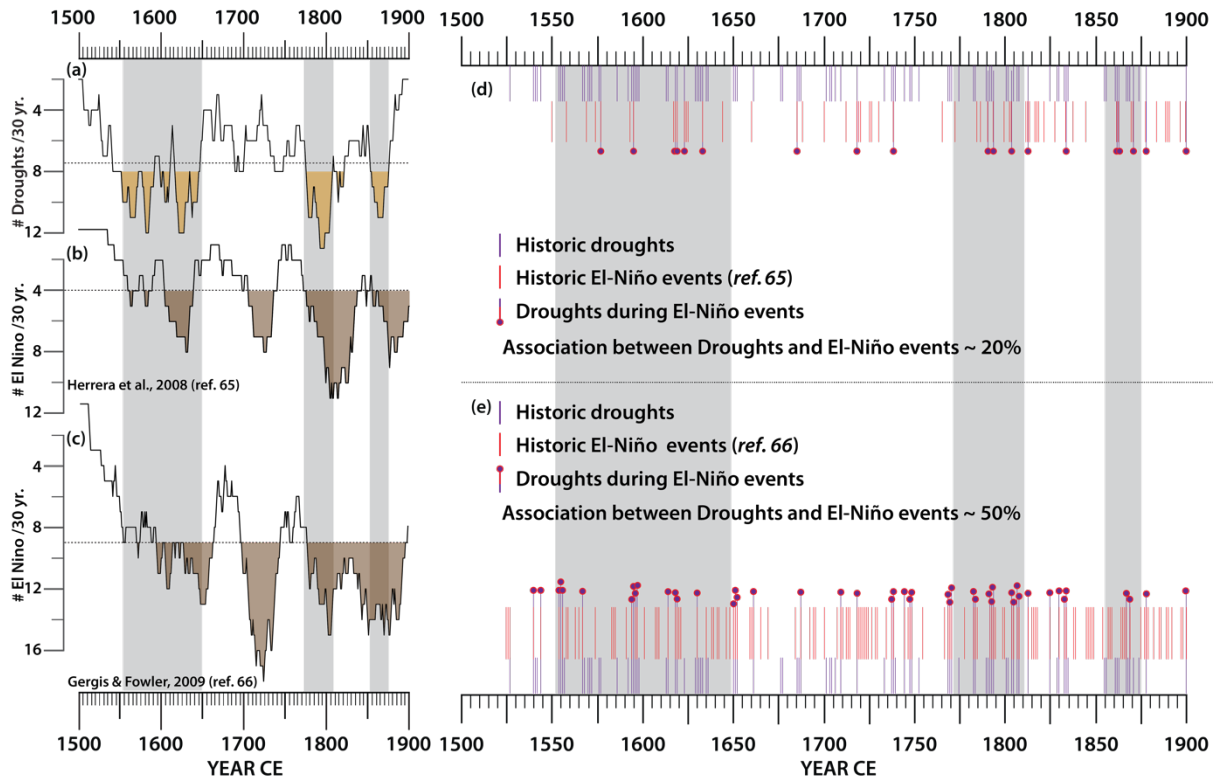 1500 1600 1700 1800 1900
(a)
4
8
12
# Droughts /30 yr.
(b)
4
8
12
# El Nino /30 yr.
Herrera et al., 2008 (ref. 65)
(c)
4
8
12
16
# El Nino /30 yr.
Gergis & Fowler, 2009 (ref. 66)
1500 1600 1700 1800 1900
YEAR CE
1500 1550 1600 1650 1700 1750 1800 1850 1900
(d)
Historic droughts
Historic El-Niño events (ref. 65)
Droughts during El-Niño events
Association between Droughts and El-Niño events ~ 20%
(e)
Historic droughts
Historic El-Niño events (ref. 66)
Droughts during El-Niño events
Association between Droughts and El-Niño events ~ 50%
1500 1550 1600 1650 1700 1750 1800 1850 1900
YEAR CE